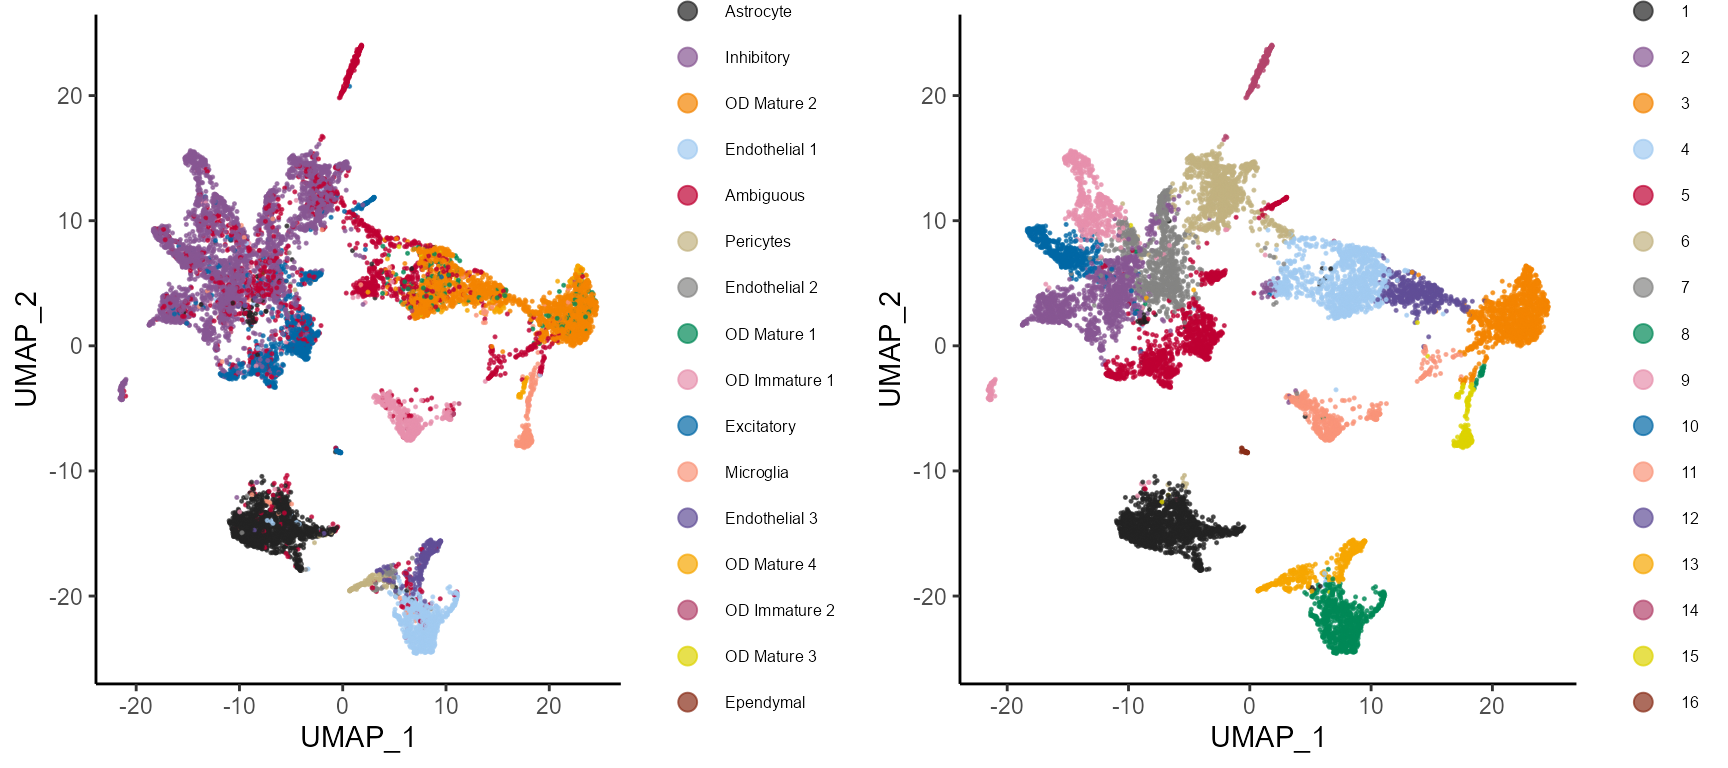 UMAP_2
20
10
0
-10
-20
-20
-10
0
10
20
UMAP_1
Astrocyte
Inhibitory
OD Mature 2
Endothelial 1
Ambiguous
Pericytes
Endothelial 2
OD Mature 1
OD Immature 1
Excitatory
Microglia
Endothelial 3
OD Mature 4
OD Immature 2
OD Mature 3
Ependymal
UMAP_2
20
10
0
-10
-20
-20
-10
0
10
20
UMAP_1
1
2
3
4
5
6
7
8
9
10
11
12
13
14
15
16